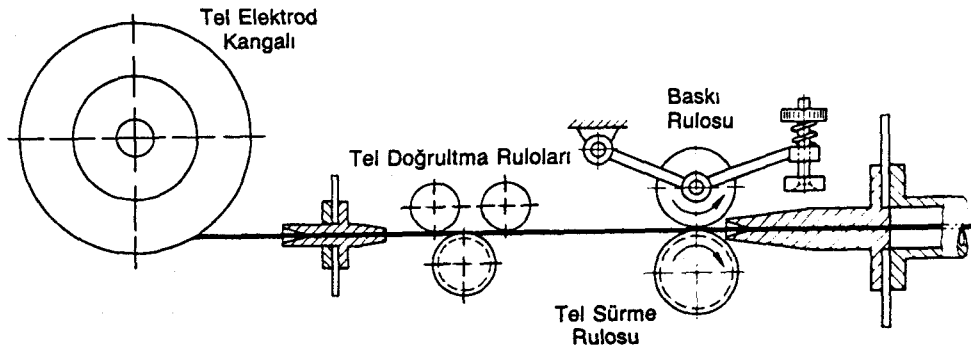 Tel Elektrod
Kangalı
Tel Doğrultma Ruloları
Baskı
Rulosu
Tel Sürme
Rulosu